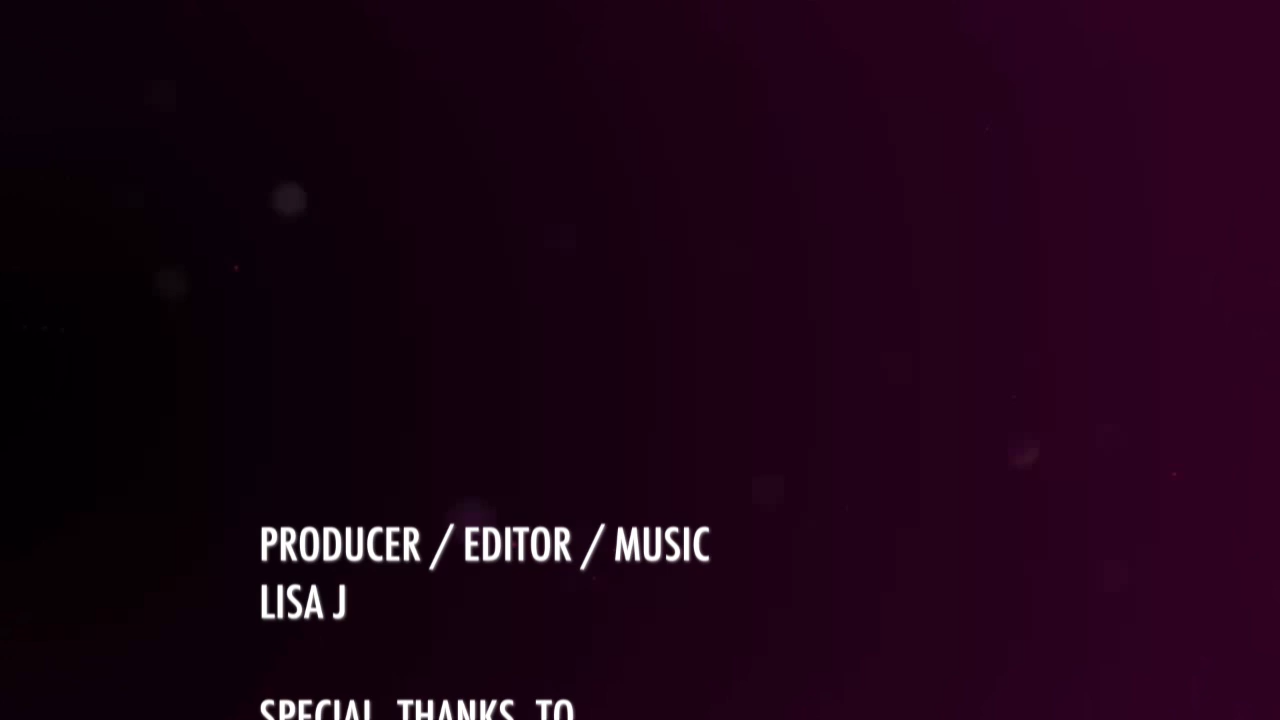 PRODUCER / EDITOR / MUSIC
LISA J
SPECIAL THANKS TO